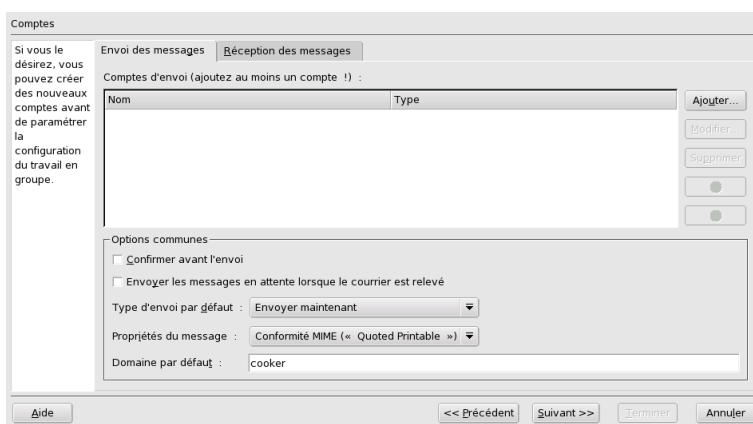 Comptes
Si vous le
désirez, vous
pouvez créer
des nouveaux
comptes avant
de paramétrer
la
configuration
du travail en
groupe.
Envoi des messages
Réception des messages
Comptes d'envoi (ajoutez au moins un compte !) :
Nom
Type
Ajouter...
Modifier...
Supprimer
Options communes
Confirmer avant l'envoi
Envoyer les messages en attente lorsque le courrier est relevé
Type d'envoi par défaut :
Envoyer maintenant
Propriétés du message :
Conformité MIME (« Quoted Printable »)
Domaine par défaut :
cooker
Aide
<< Précédent
Suivant >>
Terminer
Annuler